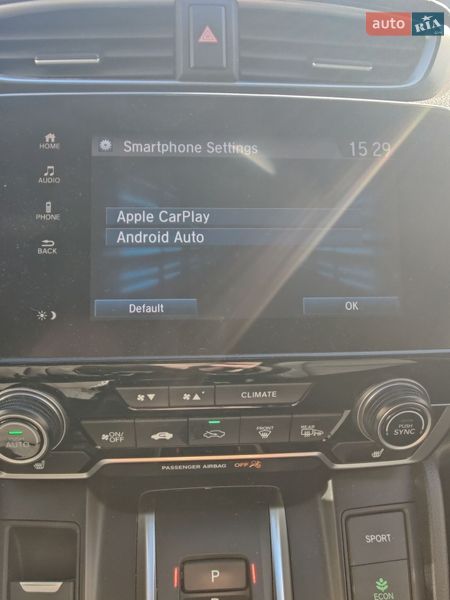 auto RIA
HOME
Smartphone Settings 15 29
AUDIO
PHONE
Apple CarPlay
Android Auto
BACK
Default OK
CLIMATE
ON/OFF
FRONT
REAR
AUTO
PUSH SYNC
PASSENGER AIRBAG OFF
SPORT
P
ECON